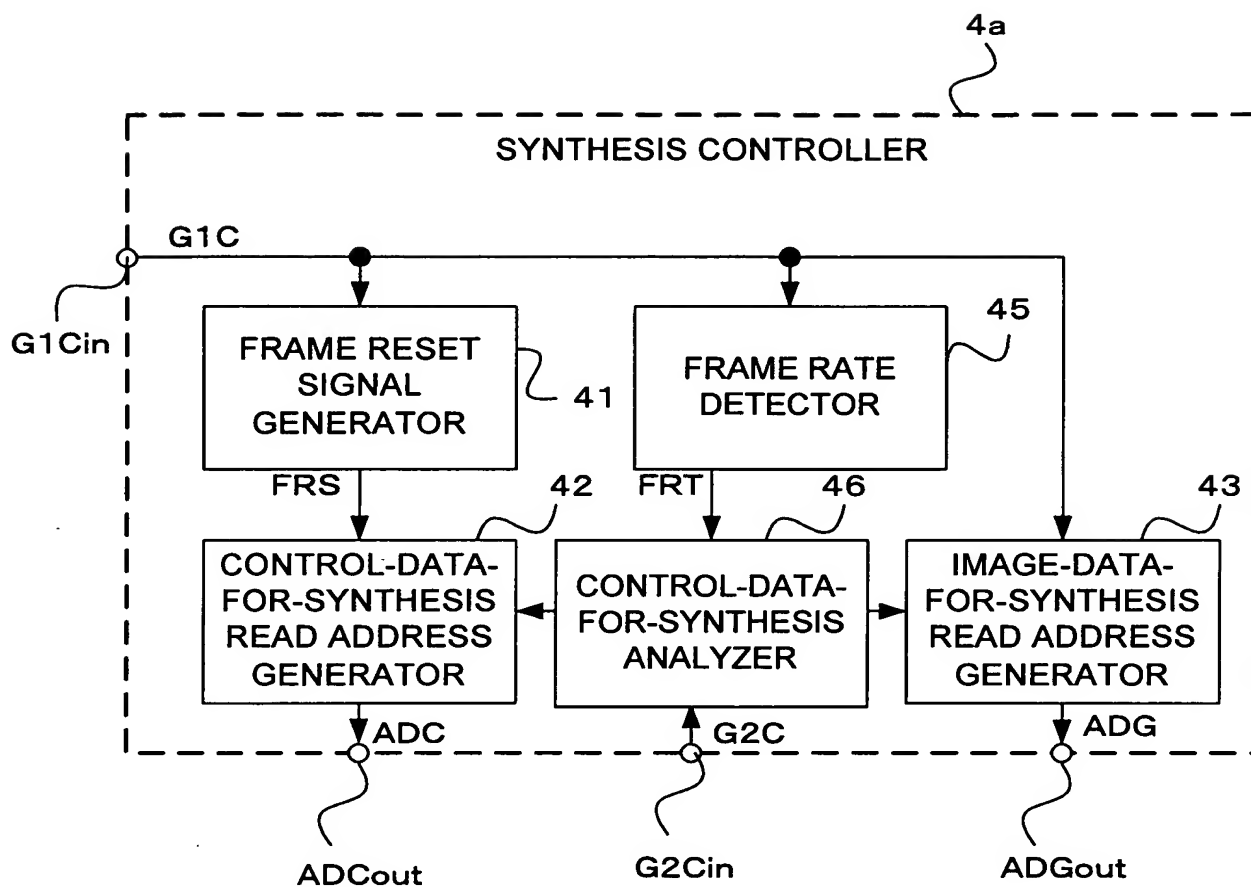 4a
SYNTHESIS CONTROLLER
G1C
G1Cin
FRAME RESET
SIGNAL
GENERATOR
41
FRAME RATE
DETECTOR
45
FRS
42
FRT
46
43
CONTROL-DATA-
FOR-SYNTHESIS
READ ADDRESS
GENERATOR
CONTROL-DATA-
FOR-SYNTHESIS
ANALYZER
IMAGE-DATA-
FOR-SYNTHESIS
READ ADDRESS
GENERATOR
ADC
G2C
ADG
ADCout
G2Cin
ADGout